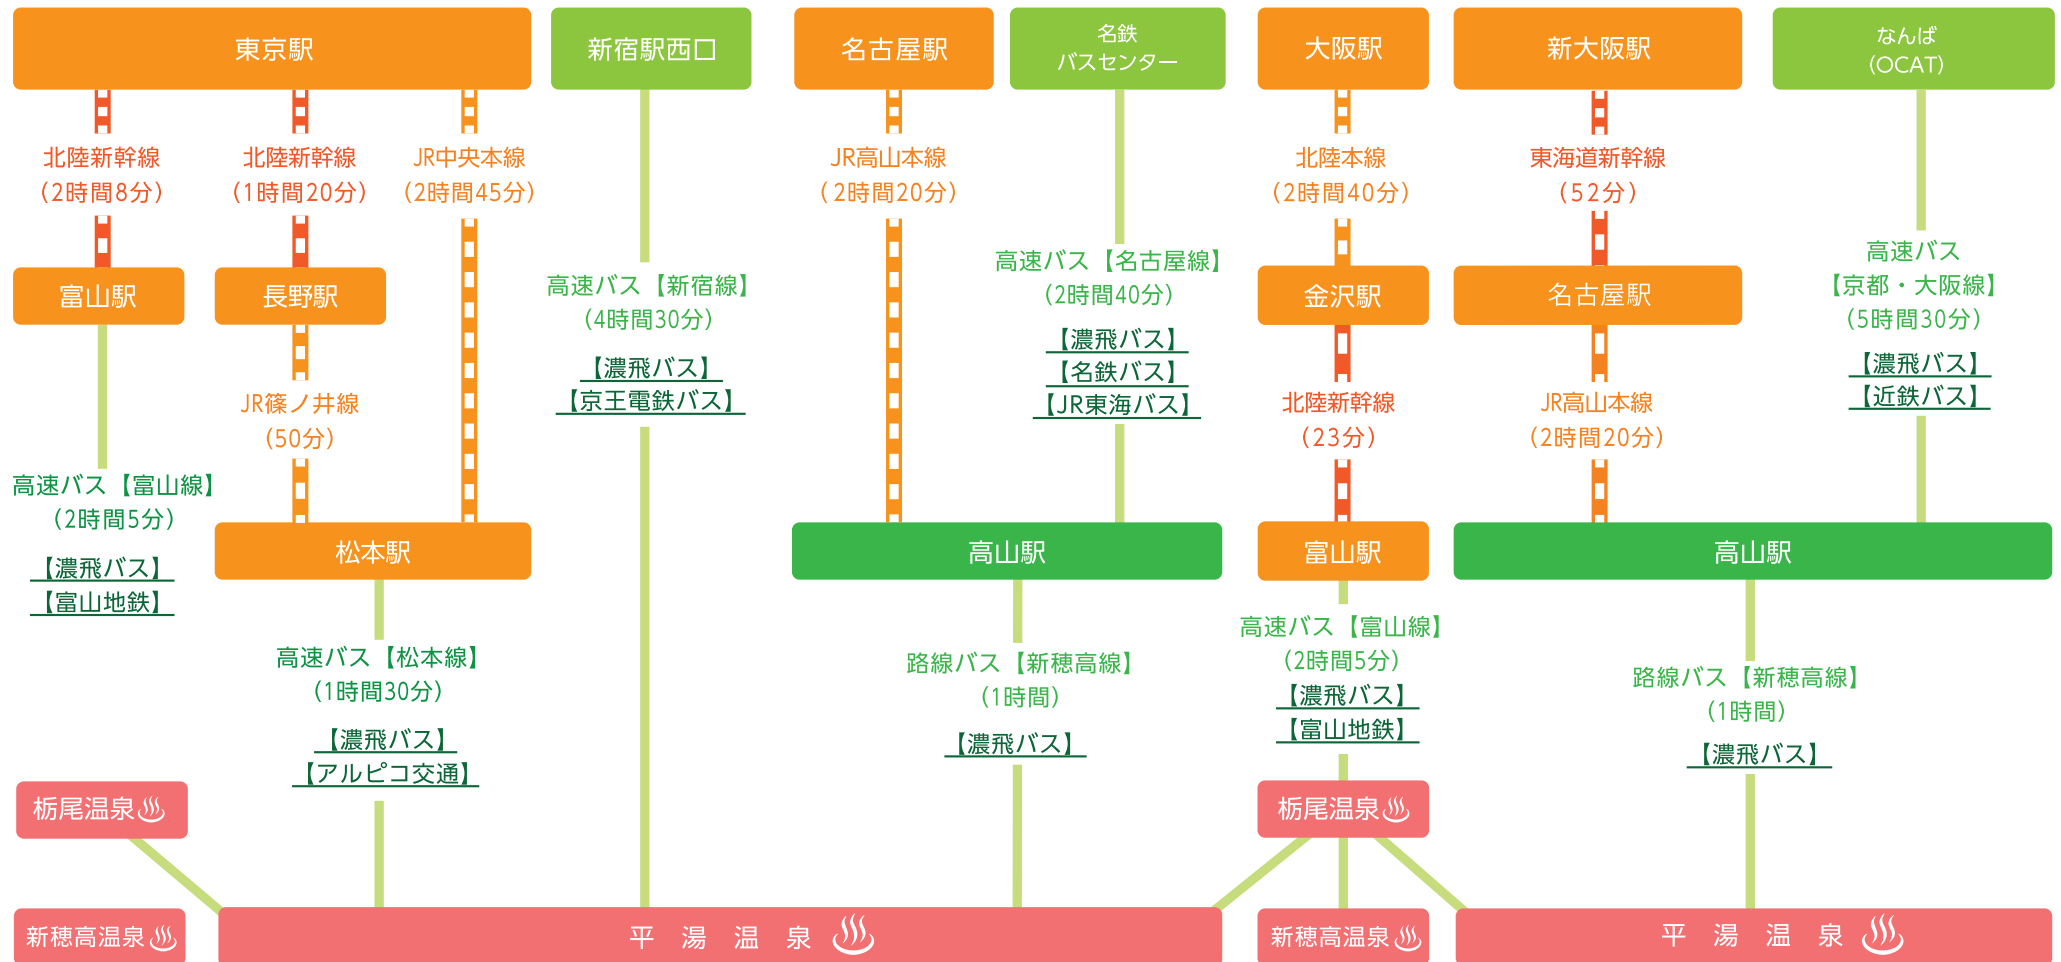 東京駅
新宿駅西口
名古屋駅
名鉄
バスセンター
大阪駅
新大阪駅
なんば
(OCAT)
北陸新幹線
(2時間8分)
北陸新幹線
(1時間20分)
JR中央本線
(2時間45分)
JR高山本線
(2時間20分)
北陸本線
(2時間40分)
東海道新幹線
(52分)
富山駅
長野駅
高速バス【新宿線】
(4時間30分)
【濃飛バス】
【京王電鉄バス】
高速バス【名古屋線】
(2時間40分)
【濃飛バス】
【名鉄バス】
【JR東海バス】
金沢駅
名古屋駅
高速バス
【京都・大阪線】
(5時間30分)
【濃飛バス】
【近鉄バス】
JR篠ノ井線
(50分)
北陸新幹線
(23分)
JR高山本線
(2時間20分)
高速バス【富山線】
(2時間5分)
【濃飛バス】
【富山地鉄】
松本駅
高山駅
富山駅
高山駅
高速バス【松本線】
(1時間30分)
【濃飛バス】
【アルピコ交通】
路線バス【新穂高線】
(1時間)
【濃飛バス】
高速バス【富山線】
(2時間5分)
【濃飛バス】
【富山地鉄】
路線バス【新穂高線】
(1時間)
【濃飛バス】
栃尾温泉♨
栃尾温泉♨
新穂高温泉♨
平湯温泉♨
新穂高温泉♨
平湯温泉♨